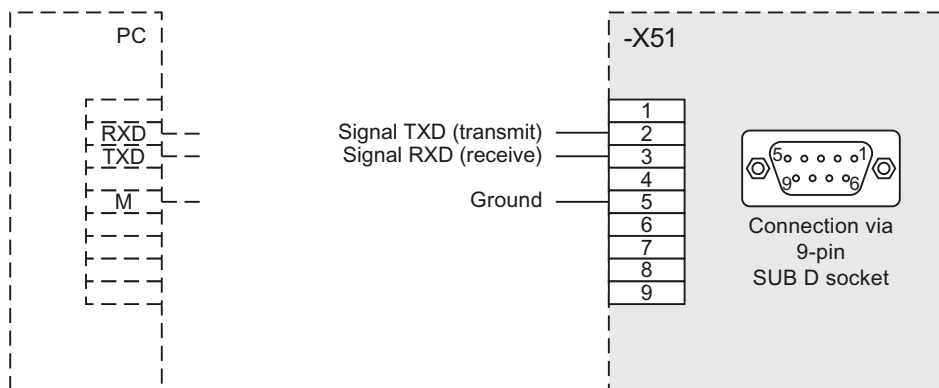 PC
RXD
TXD
M
Signal TXD (transmit)
Signal RXD (receive)
Ground
-X51
1
2
3
4
5
6
7
8
9
5 1
9 6
Connection via
9-pin
SUB D socket